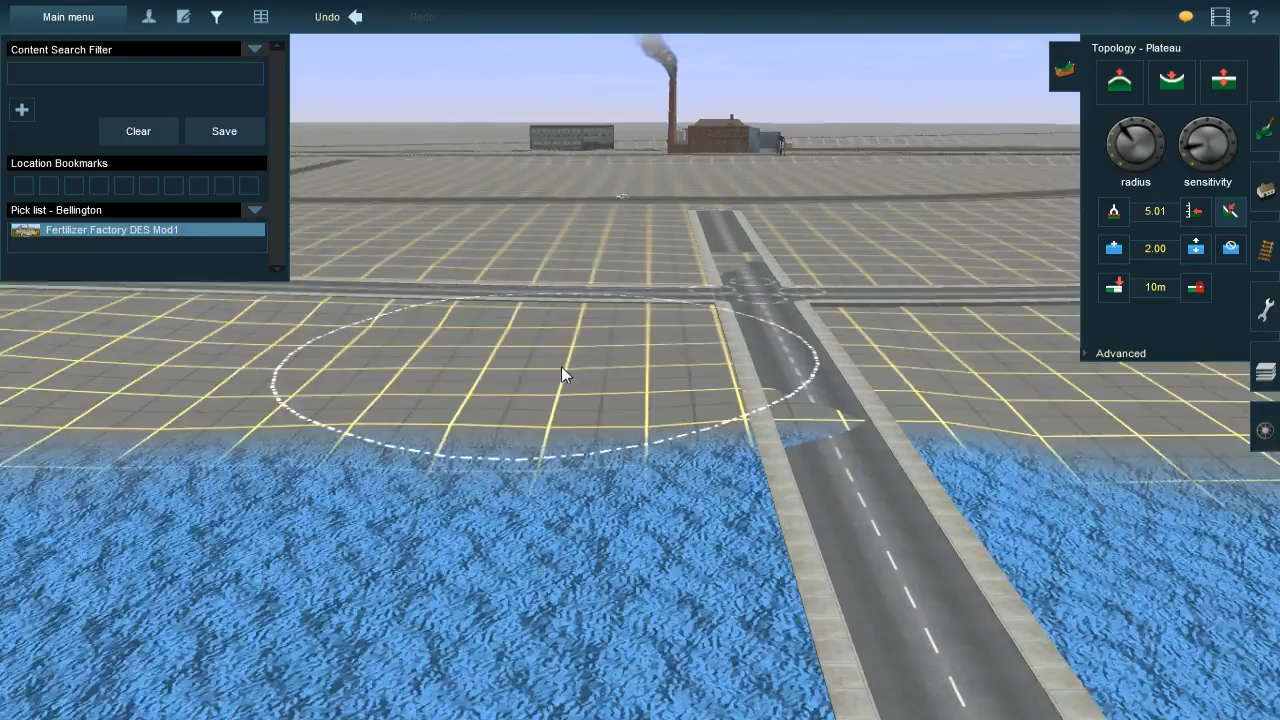 Main menu
Undo
Redo
Content Search Filter
Clear
Save
Location Bookmarks
Pick list - Bellington
Fertilizer Factory DES Mod1
Topology - Plateau
radius
sensitivity
5.01
2.00
10m
Advanced